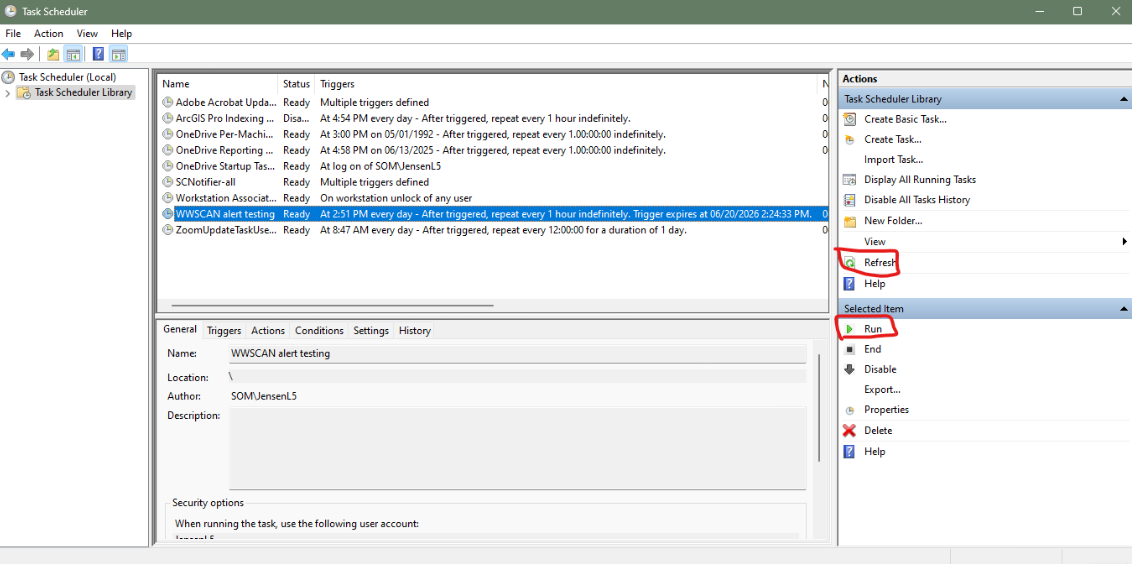 Task Scheduler
File Action View Help
Task Scheduler (Local)
Task Scheduler Library
Name Status Triggers N
Adobe Acrobat Upda... Ready Multiple triggers defined 0
ArcGIS Pro Indexing ... Disa... At 4:54 PM every day - After triggered, repeat every 1 hour indefinitely. 0
OneDrive Per-Machi... Ready At 3:00 PM on 05/01/1992 - After triggered, repeat every 1.00:00:00 indefinitely. 0
OneDrive Reporting ... Ready At 4:58 PM on 06/13/2025 - After triggered, repeat every 1.00:00:00 indefinitely. 0
OneDrive Startup Tas... Ready At log on of SOM\JensenL5
SCNotifier-all Ready Multiple triggers defined
Workstation Associat... Ready On workstation unlock of any user
WWSCAN alert testing Ready At 2:51 PM every day - After triggered, repeat every 1 hour indefinitely. Trigger expires at 06/20/2026 2:24:33 PM. 0
ZoomUpdateTaskUse... Ready At 8:47 AM every day - After triggered, repeat every 12:00:00 for a duration of 1 day. 0
General Triggers Actions Conditions Settings History
Name: WWSCAN alert testing
Location: \
Author: SOM\JensenL5
Description:
Security options
When running the task, use the following user account:
JensenL5
Actions
Task Scheduler Library
Create Basic Task...
Create Task...
Import Task...
Display All Running Tasks
Disable All Tasks History
New Folder...
View
Refresh
Help
Selected Item
Run
End
Disable
Export...
Properties
Delete
Help